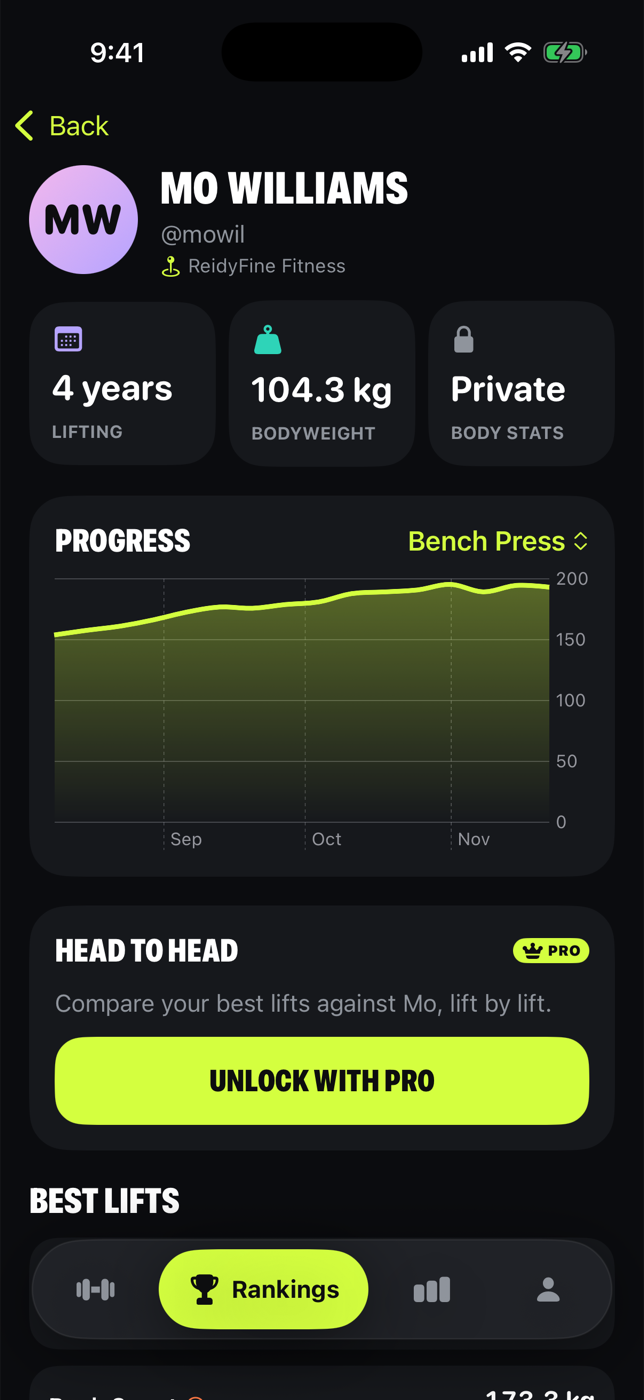 9:41
Back
MW
MO WILLIAMS
@mowil
ReidyFine Fitness
4 years
LIFTING
104.3 kg
BODYWEIGHT
Private
BODY STATS
PROGRESS
Bench Press
200
150
100
50
0
Sep Oct Nov
HEAD TO HEAD
PRO
Compare your best lifts against Mo, lift by lift.
UNLOCK WITH PRO
BEST LIFTS
Rankings